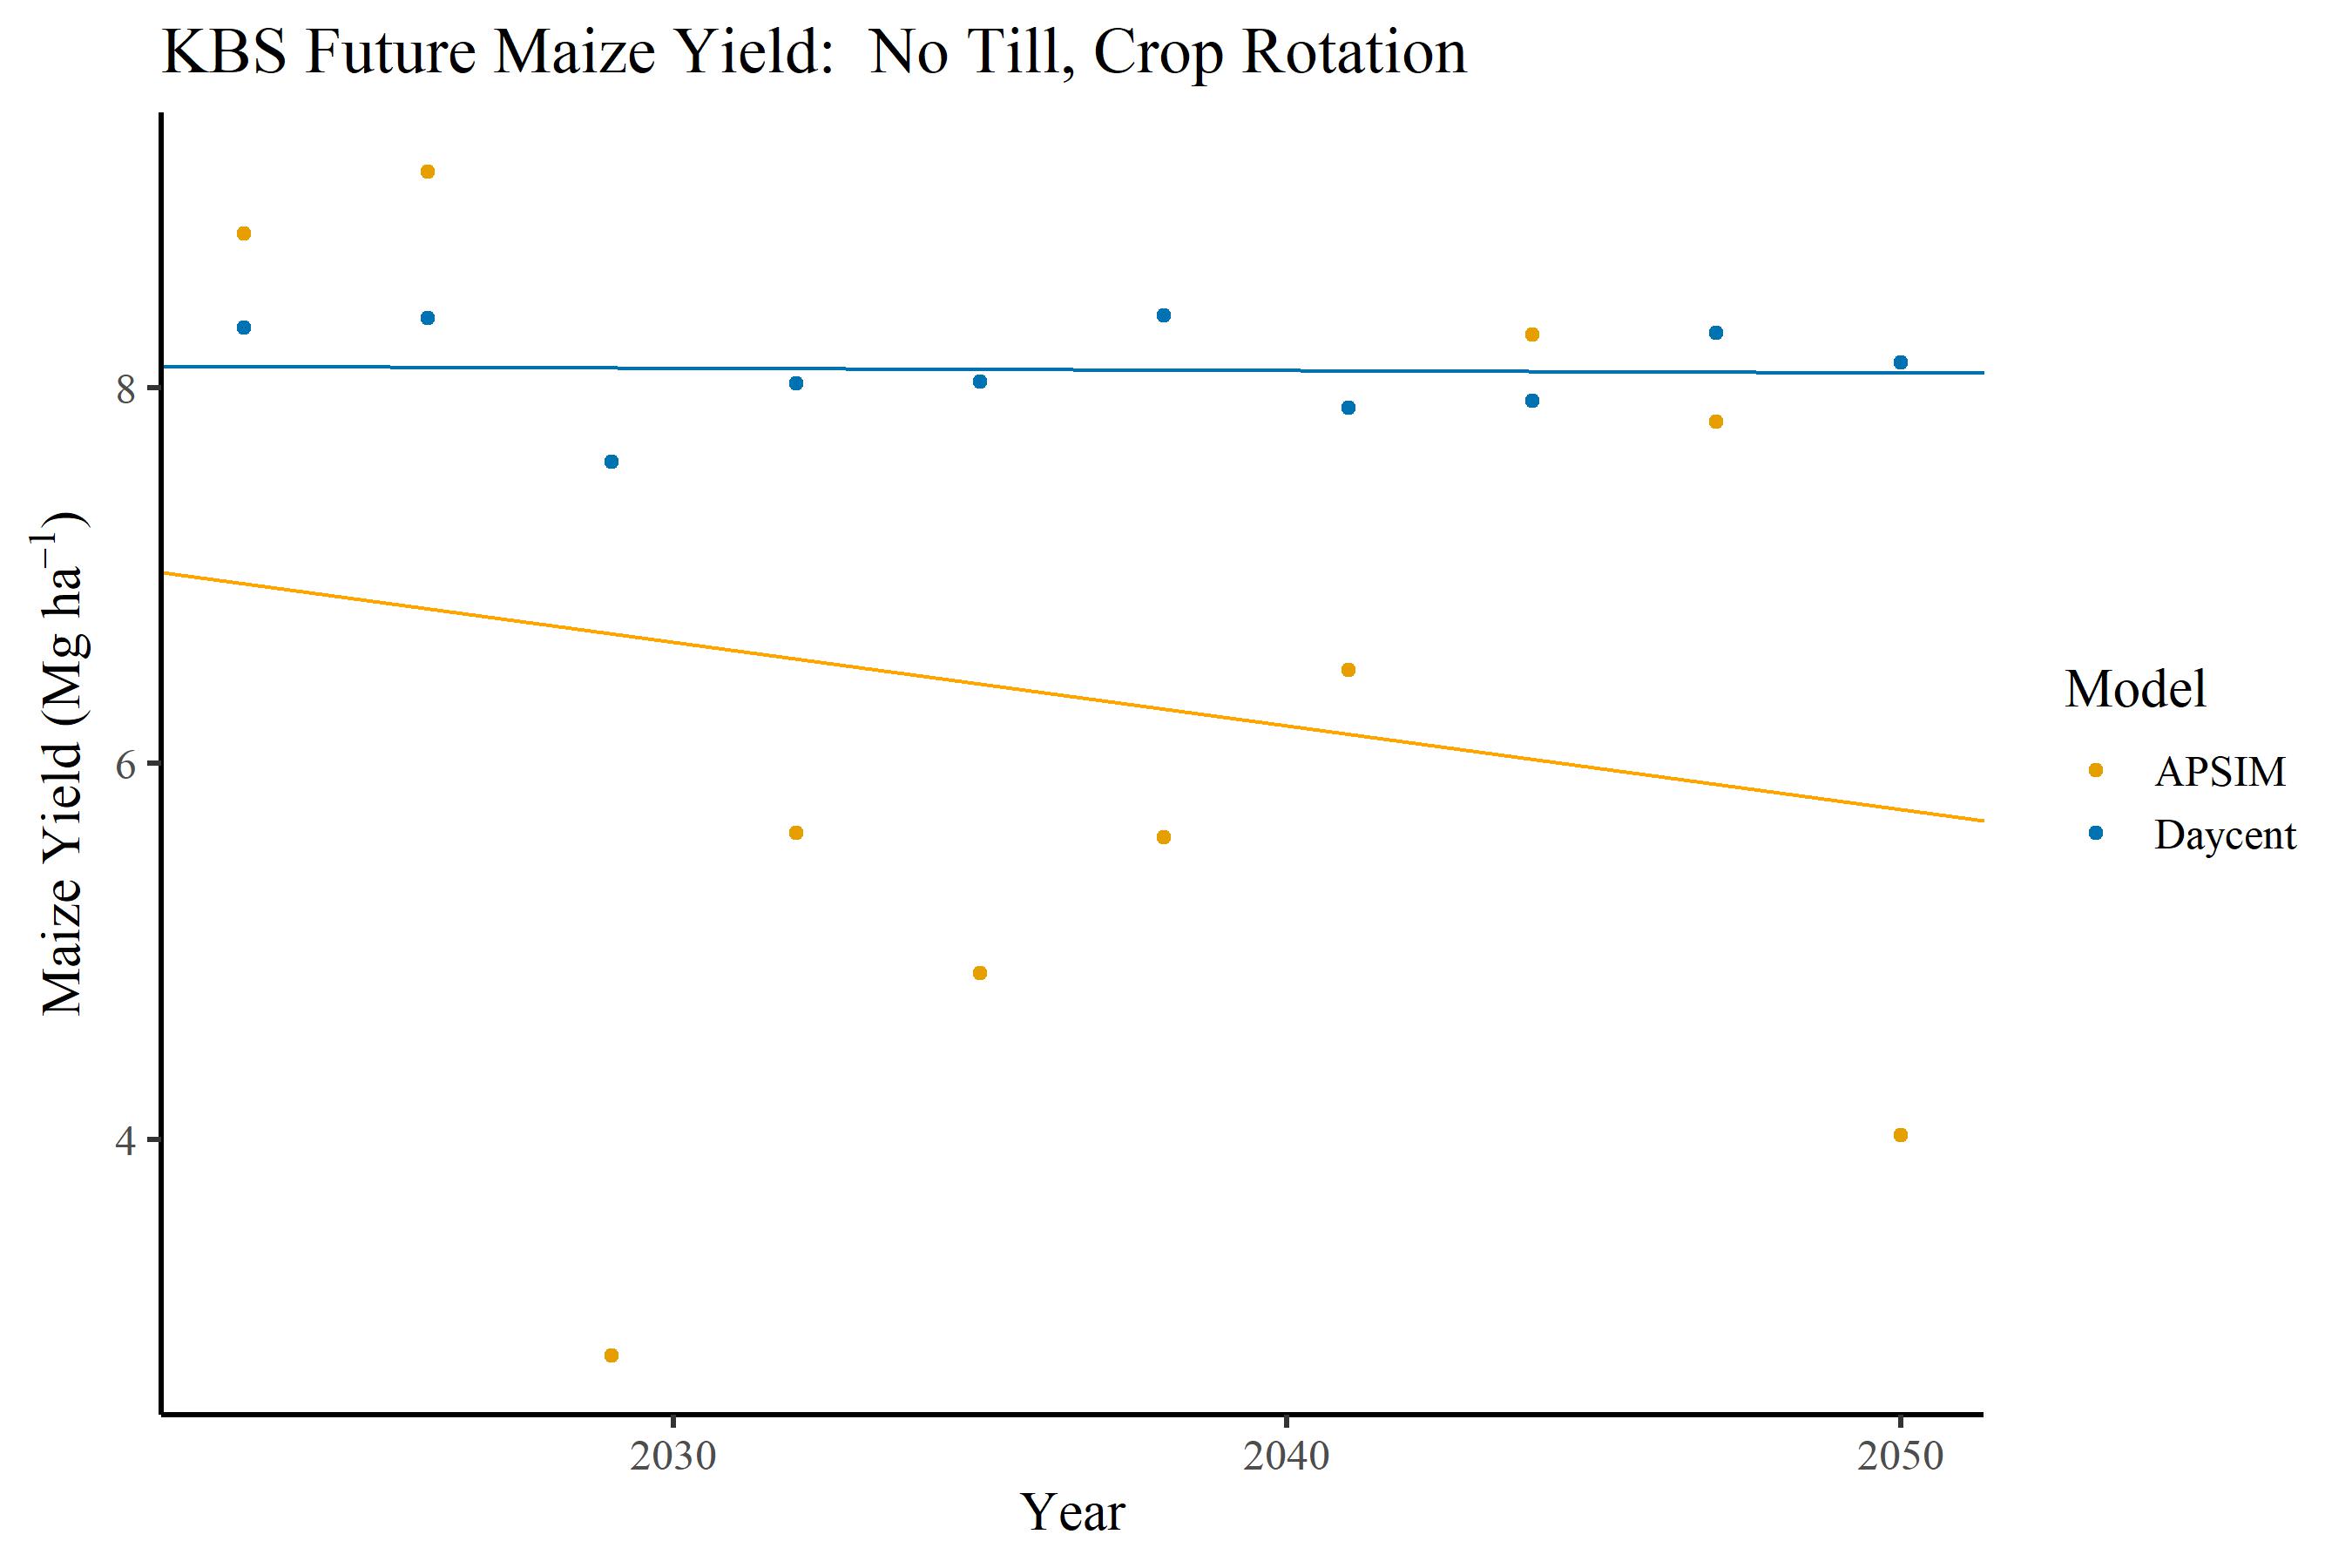 KBS Future Maize Yield:  No Till, Crop Rotation
Maize Yield (Mg ha⁻¹)
8
6
4
2030
2040
2050
Year
Model
APSIM
Daycent